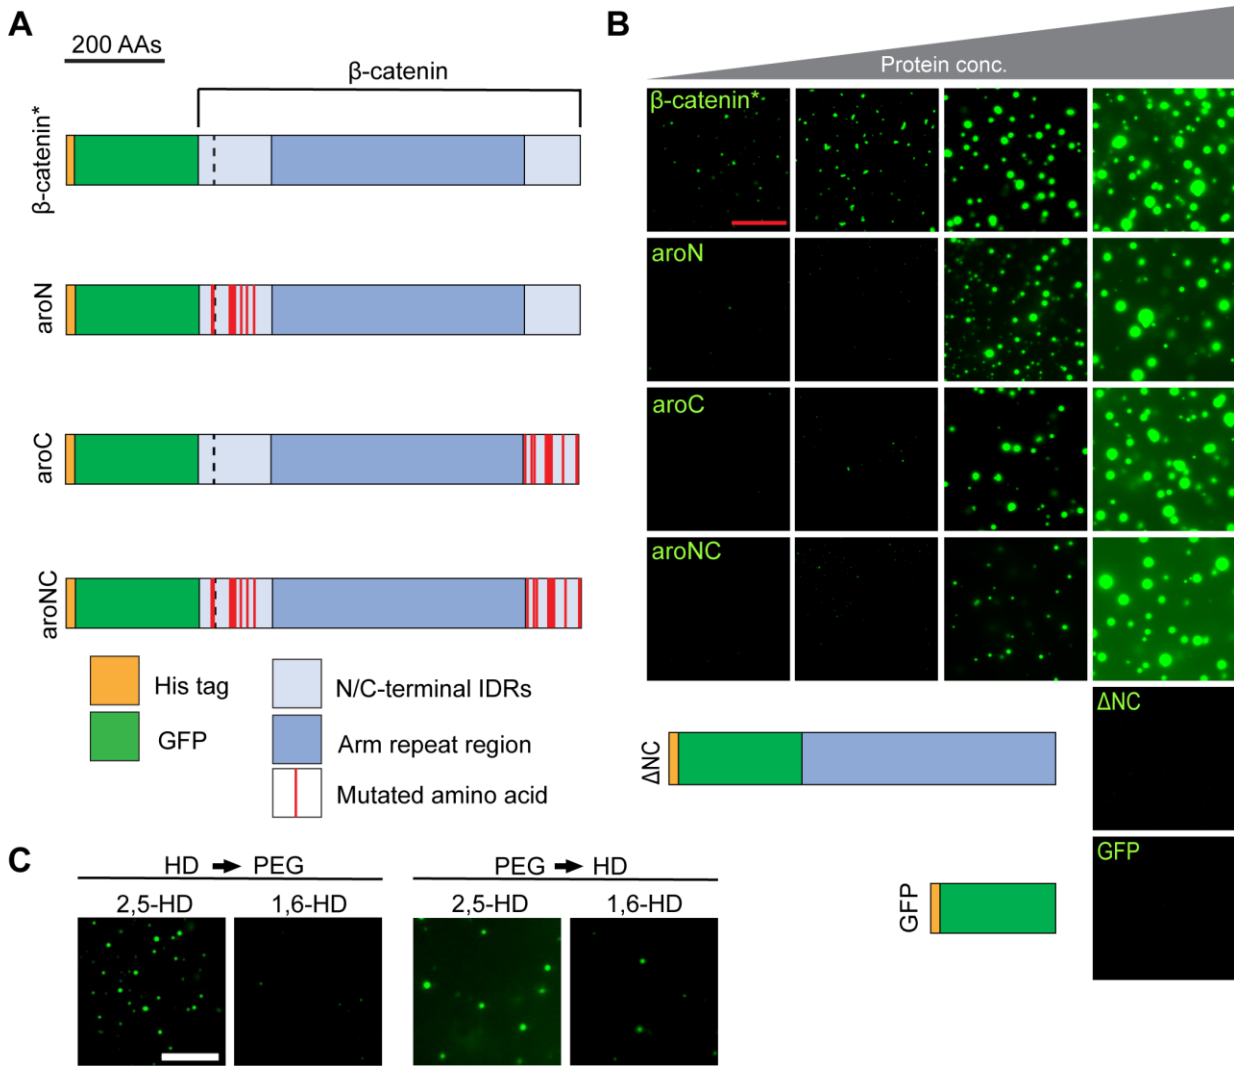 A
200 AAs
β-catenin
β-catenin*
aroN
aroC
aroNC
His tag
GFP
N/C-terminal IDRs
Arm repeat region
Mutated amino acid
B
Protein conc.
β-catenin*
aroN
aroC
aroNC
ΔNC
ΔNC
GFP
GFP
C
HD → PEG
2,5-HD 1,6-HD
PEG → HD
2,5-HD 1,6-HD